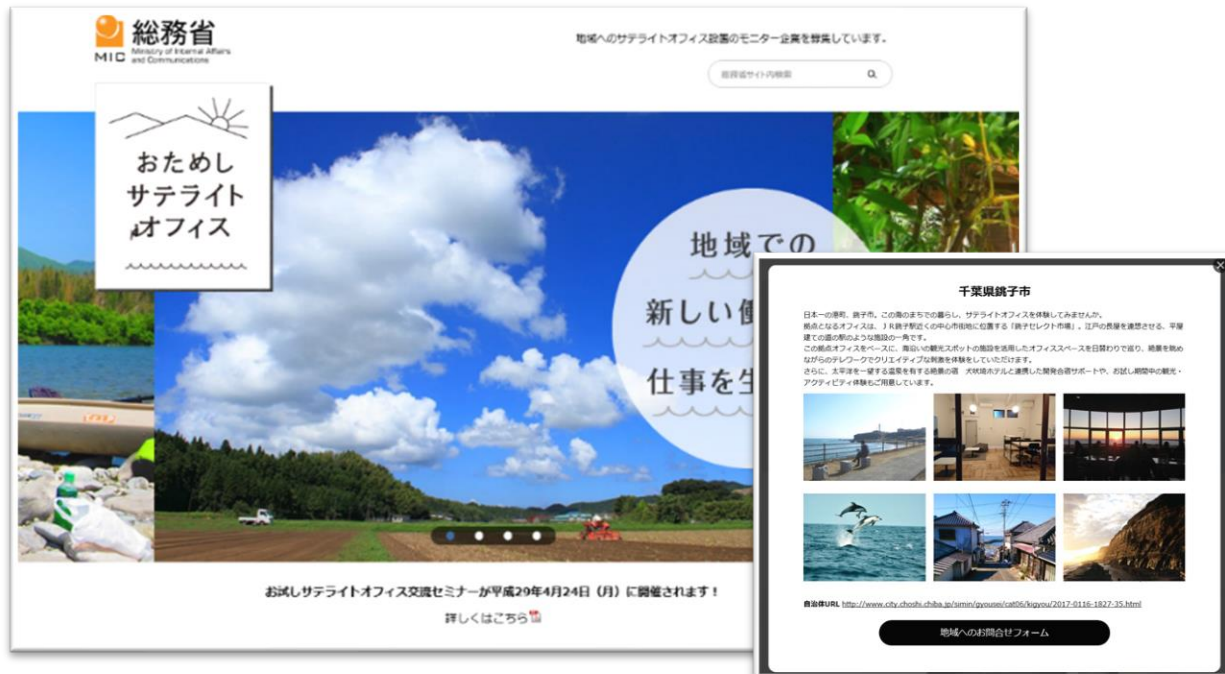 総務省
MIC
Ministry of Internal Affairs
and Communications
地域へのサテライトオフィス設置のモニター企業を募集しています。
総務省サイト内検索
おためし
サテライト
オフィス
地域での
新しい働
仕事を生
お試しサテライトオフィス交流セミナーが平成29年4月24日（月）に開催されます！
詳しくはこちら
千葉県銚子市
日本一の港町、銚子市。この海のまちでの暮らし、サテライトオフィスを体験してみませんか。
拠点となるオフィスは、ＪＲ銚子駅近くの中心市街地に位置する「銚子セレクト市場」。江戸の長屋を連想させる、平屋
建ての道の駅のような施設の一角です。
この拠点オフィスをベースに、海沿いの観光スポットの施設を活用したオフィススペースを日替わりで巡り、絶景を眺め
ながらのテレワークでクリエイティブな刺激を体験をしていただけます。
さらに、太平洋を一望する温泉を有する絶景の宿　犬吠埼ホテルと連携した開発合宿サポートや、お試し期間中の観光・
アクティビティ体験もご用意しています。
自治体URL http://www.city.choshi.chiba.jp/simin/gyousei/cat06/kigyou/2017-0116-1827-35.html
地域へのお問合せフォーム